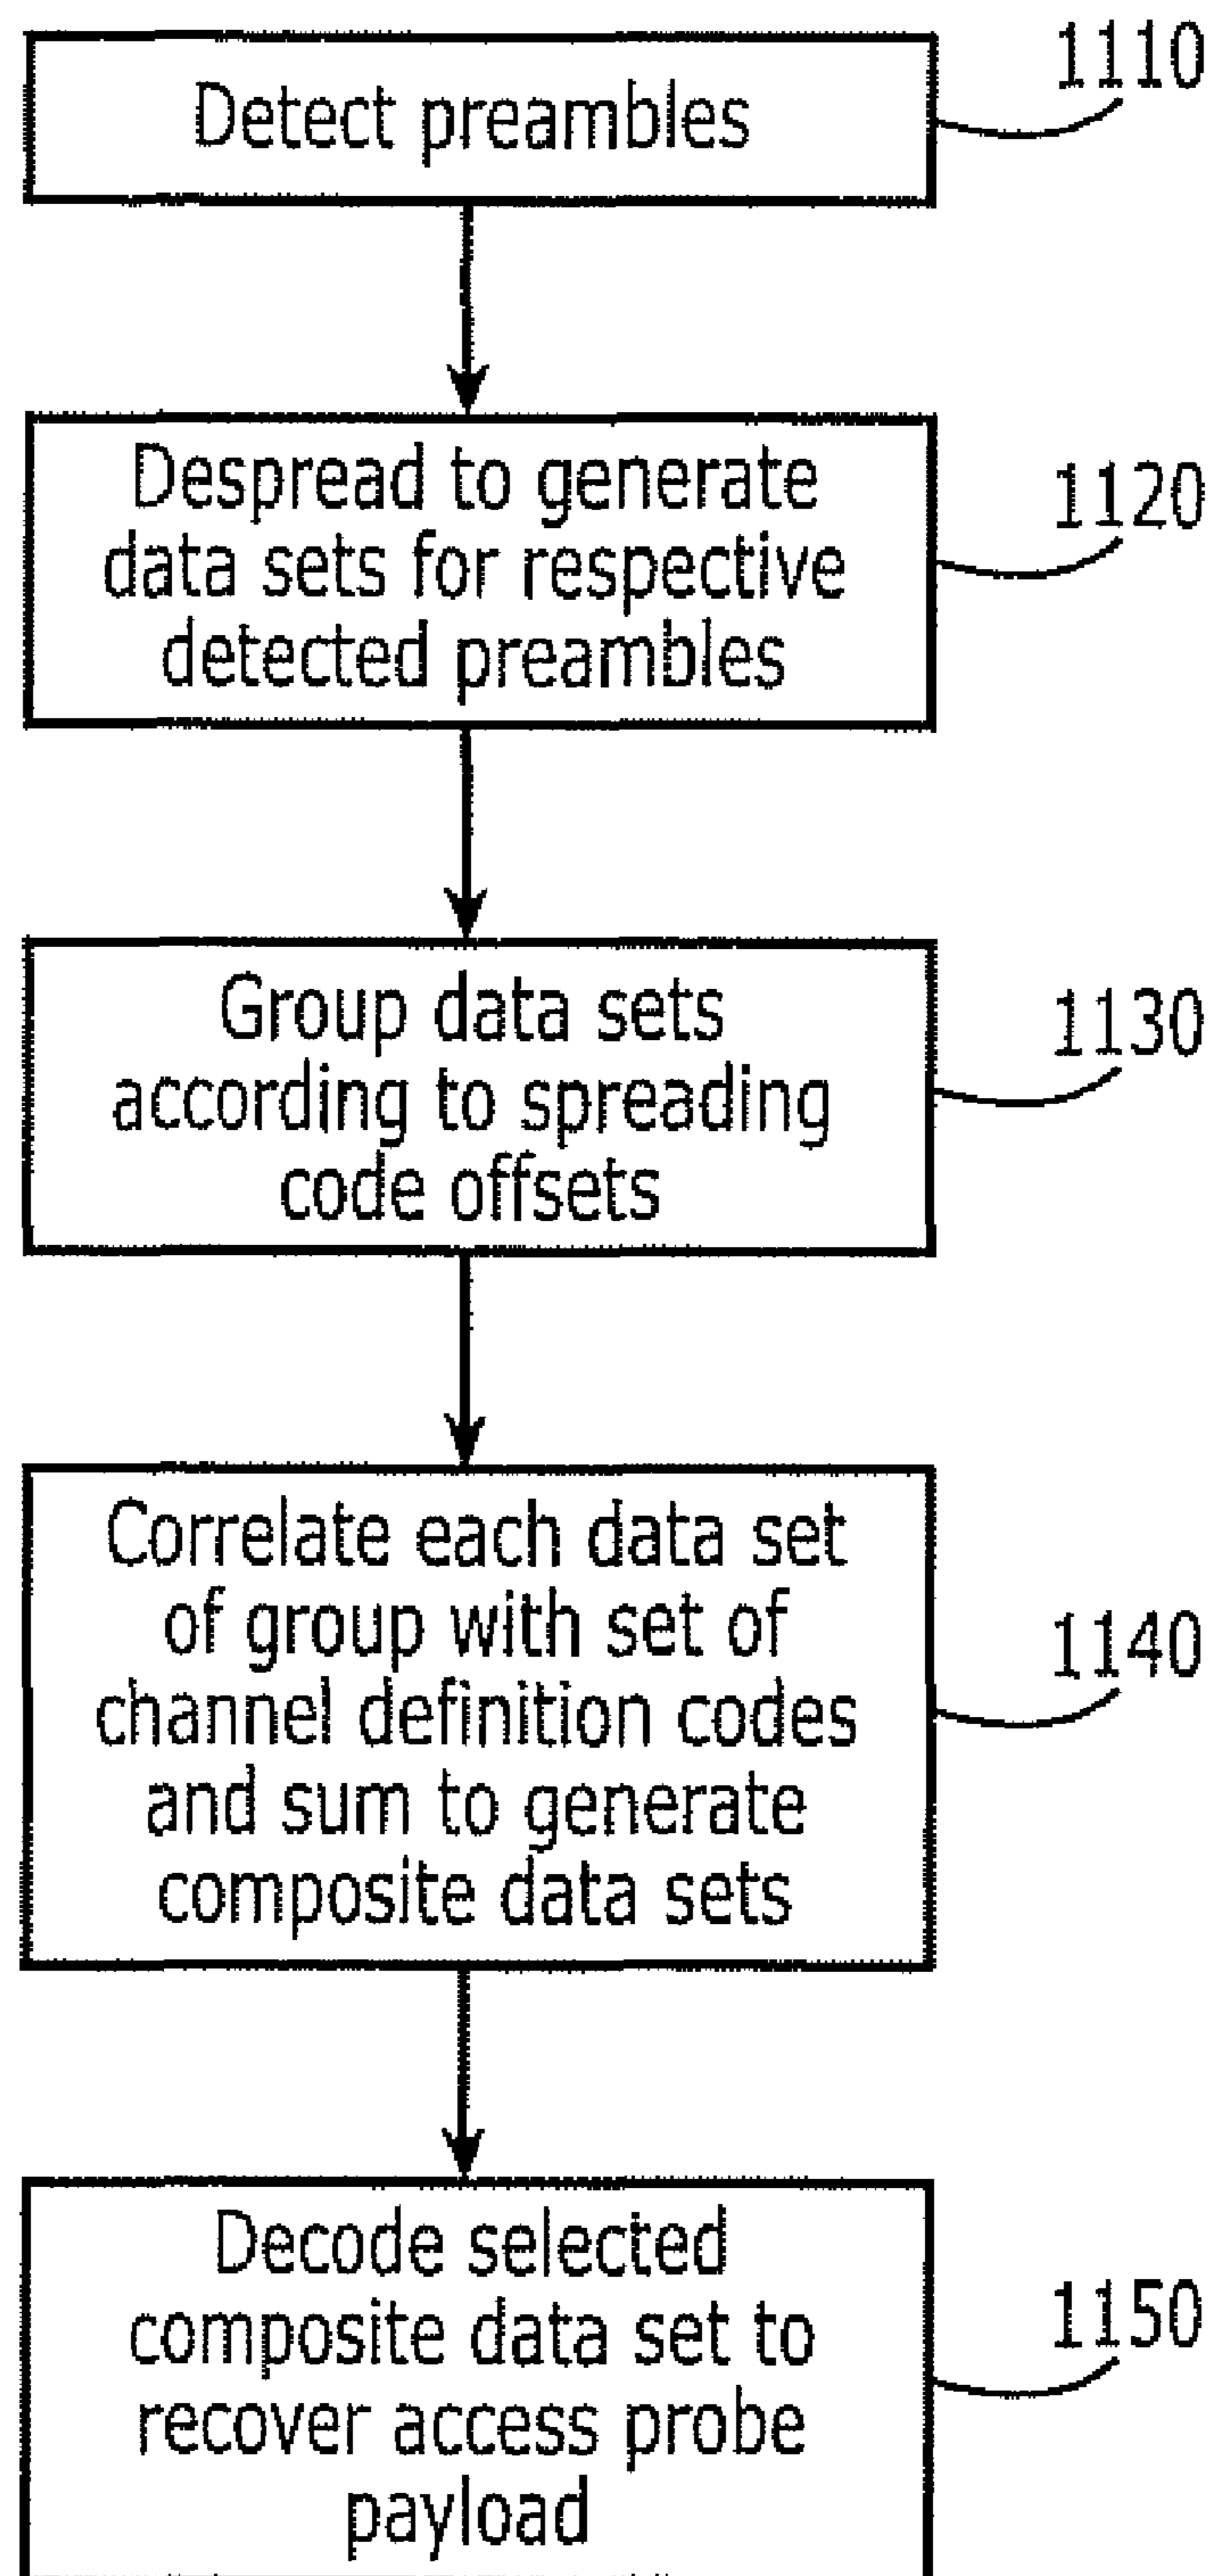 Detect preambles
1110
Despread to generate
data sets for respective
detected preambles
1120
Group data sets
according to spreading
code offsets
1130
Correlate each data set
of group with set of
channel definition codes
and sum to generate
composite data sets
1140
Decode selected
composite data set to
recover access probe
payload
1150